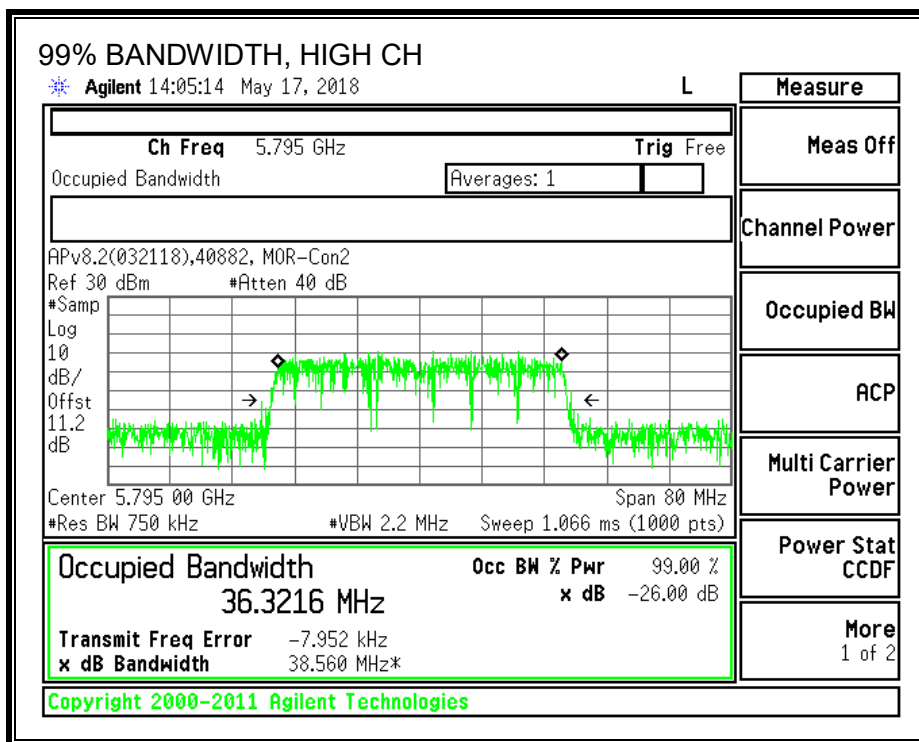 99% BANDWIDTH, HIGH CH
Agilent 14:05:14 May 17, 2018 L
Measure
Ch Freq 5.795 GHz Trig Free
Meas Off
Occupied Bandwidth Averages: 1
Channel Power
APv8.2(032118),40882, MOR-Con2
Ref 30 dBm #Atten 40 dB
#Samp
Log
10
dB/
Offst
11.2
dB
Occupied BW
ACP
Multi Carrier
Power
Center 5.795 00 GHz Span 80 MHz
#Res BW 750 kHz #VBW 2.2 MHz Sweep 1.066 ms (1000 pts)
Power Stat
CCDF
Occupied Bandwidth Occ BW % Pwr 99.00 %
36.3216 MHz x dB -26.00 dB
Transmit Freq Error -7.952 kHz
x dB Bandwidth 38.560 MHz*
More
1 of 2
Copyright 2000-2011 Agilent Technologies